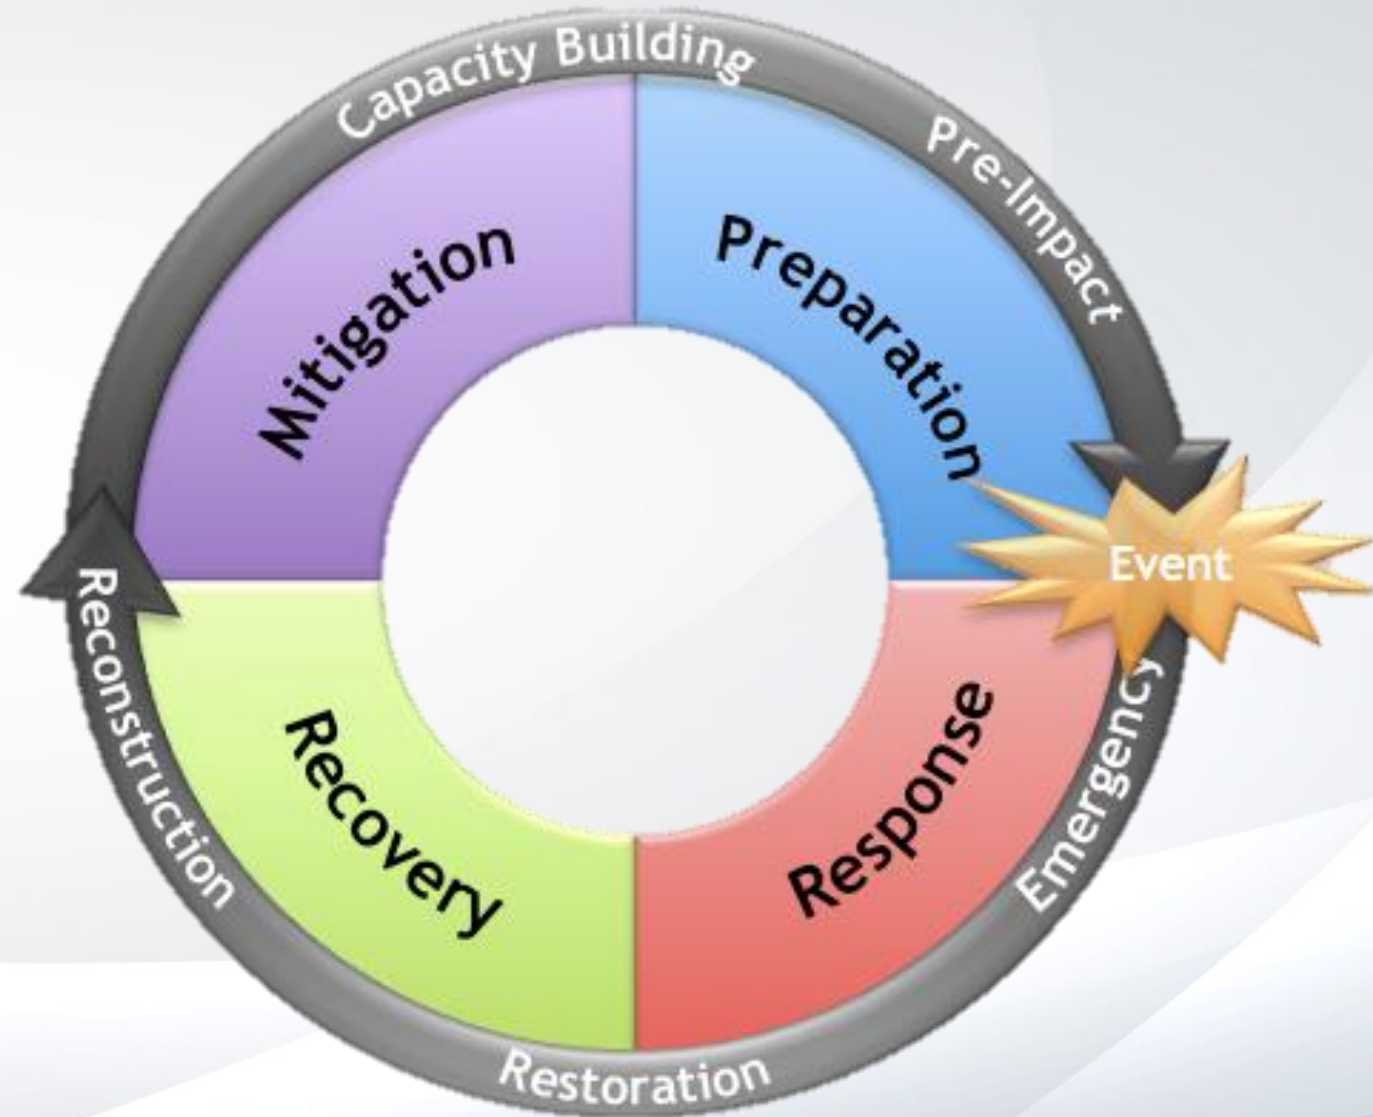 Capacity Building
Pre-Impact
Mitigation
Preparation
Event
Reconstruction
Recovery
Response
Emergency
Restoration